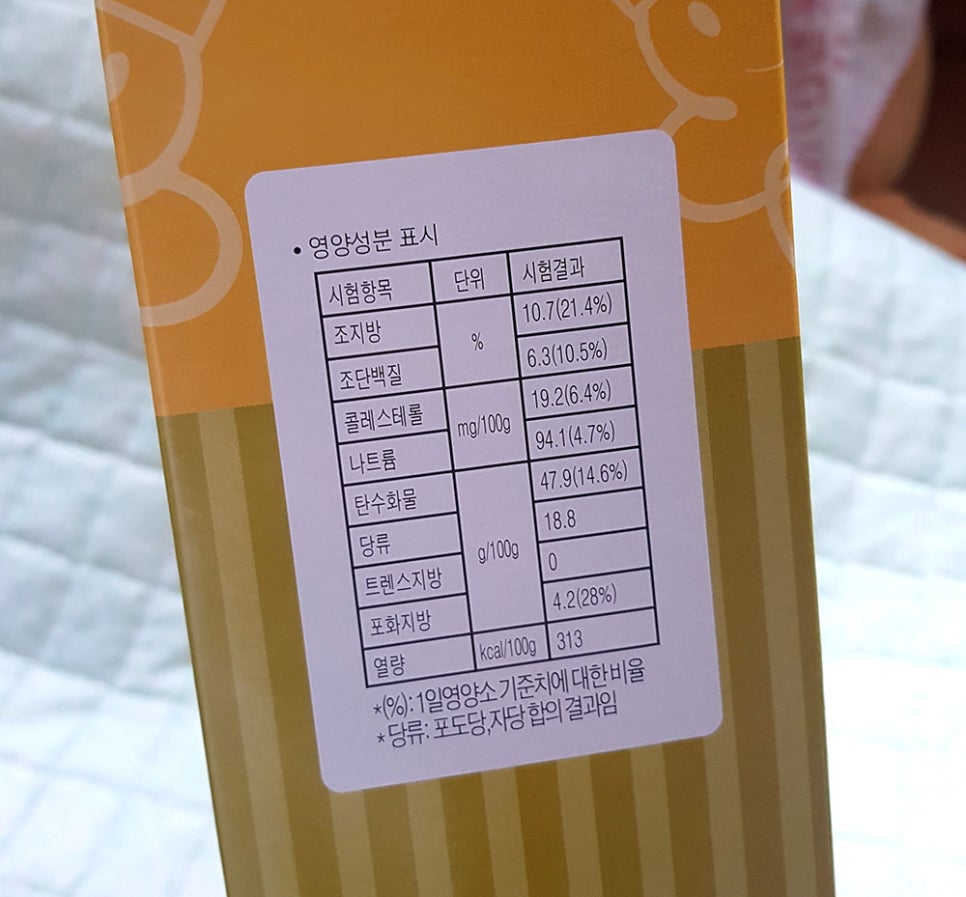 • 영양성분 표시
시험항목 단위 시험결과
조지방 % 10.7(21.4%)
조단백질 6.3(10.5%)
콜레스테롤 mg/100g 19.2(6.4%)
나트륨 94.1(4.7%)
탄수화물 g/100g 47.9(14.6%)
당류 18.8
트렌스지방 0
포화지방 4.2(28%)
열량 kcal/100g 313
*(%): 1일영양소 기준치에 대한 비율
*당류: 포도당,자당 합의 결과임